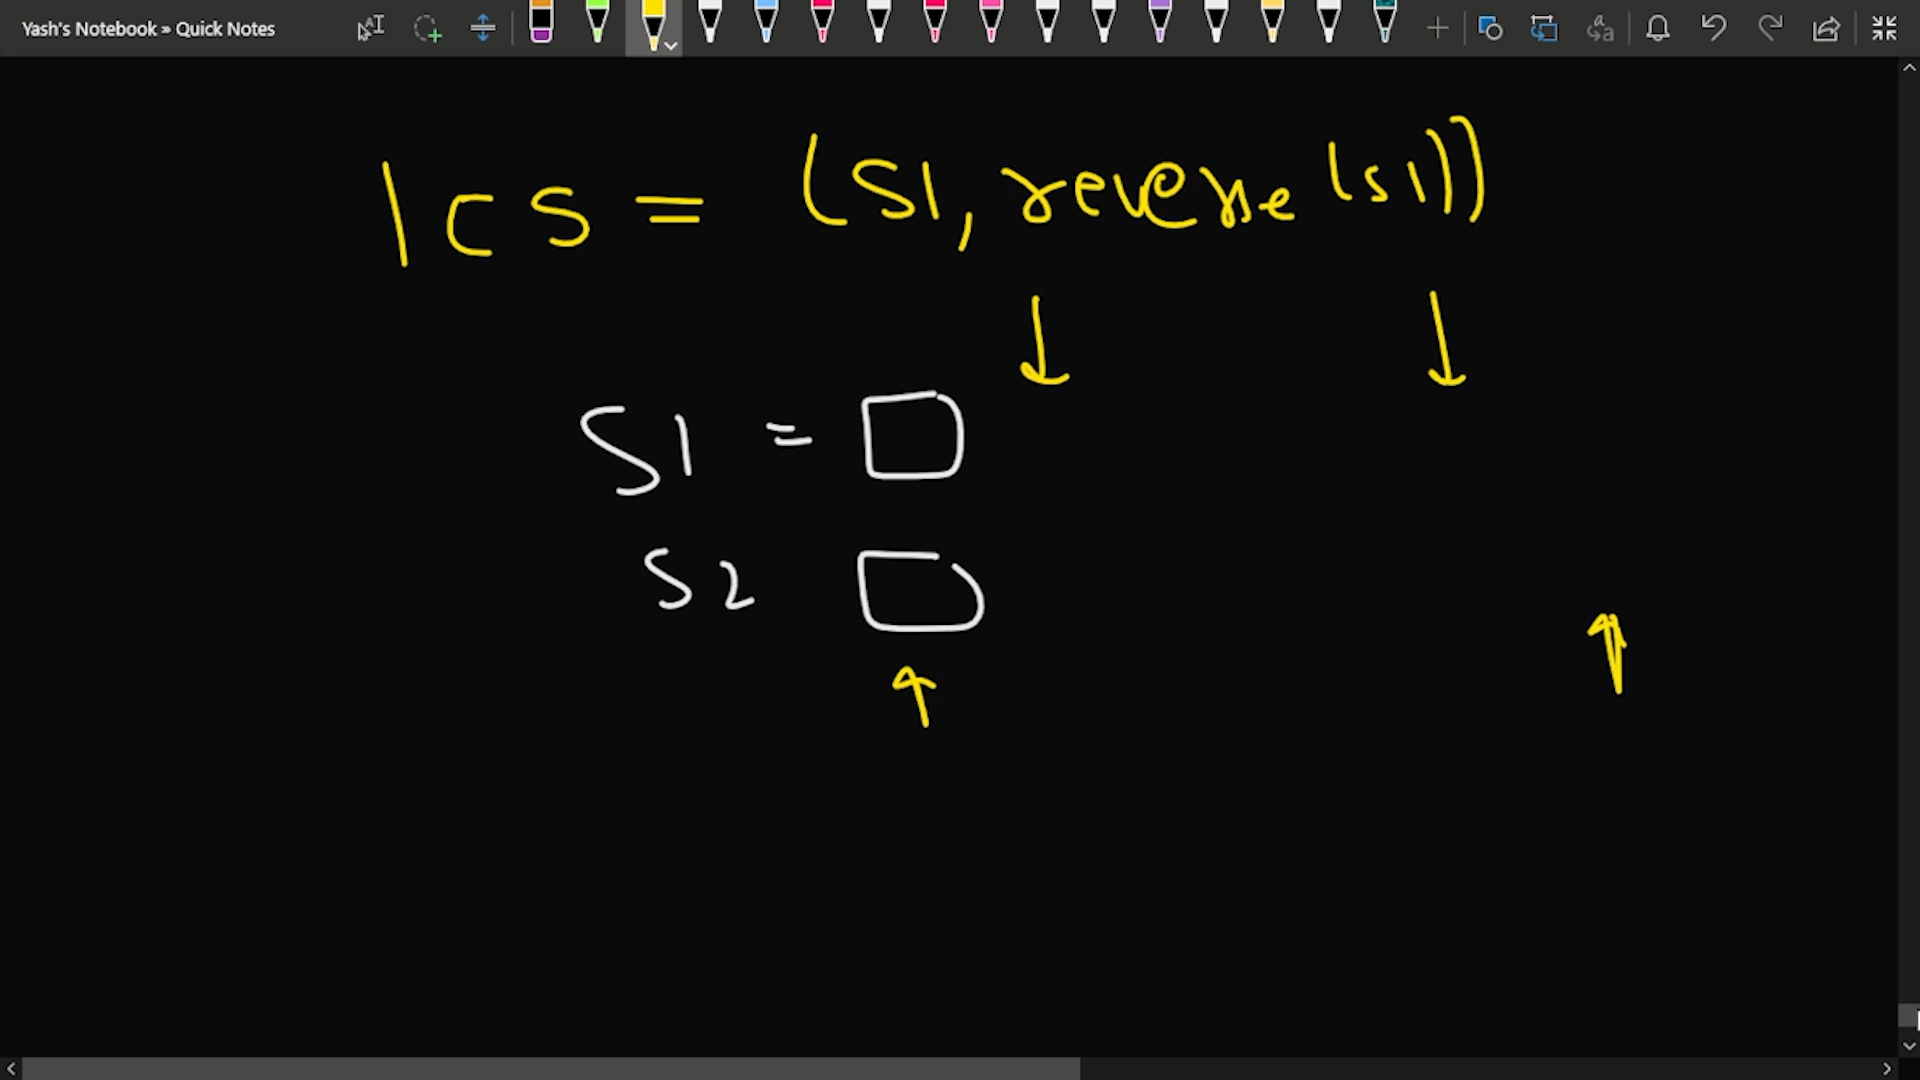 Yash's Notebook » Quick Notes
lcs = (S1, reverse(s1))
S1 =
S2